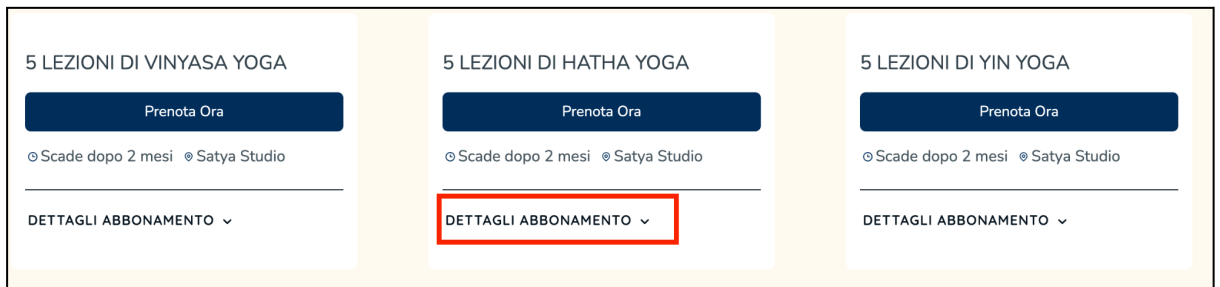 5 LEZIONI DI VINYASA YOGA
Prenota Ora
Scade dopo 2 mesi Satya Studio
DETTAGLI ABBONAMENTO
5 LEZIONI DI HATHA YOGA
Prenota Ora
Scade dopo 2 mesi Satya Studio
DETTAGLI ABBONAMENTO
5 LEZIONI DI YIN YOGA
Prenota Ora
Scade dopo 2 mesi Satya Studio
DETTAGLI ABBONAMENTO